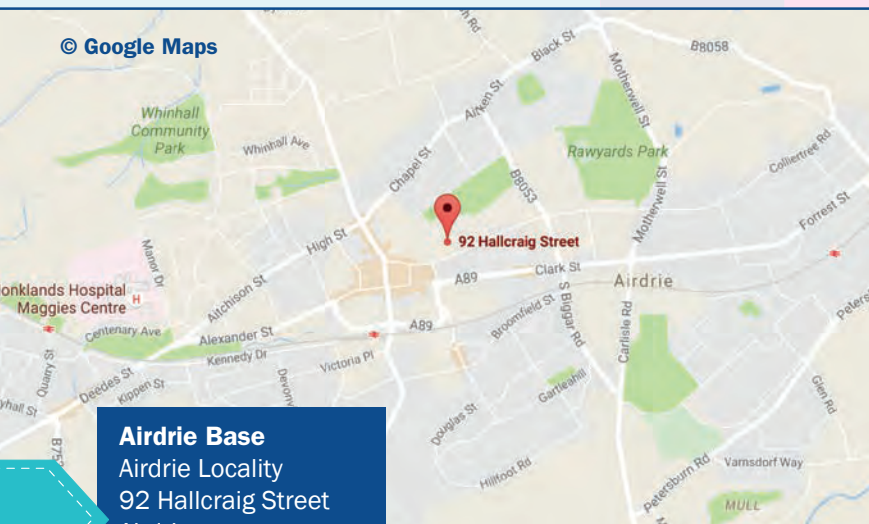 © Google Maps
Black St
B8058
Motherwell St
Aitken St
Whinhall
Community
Park
Whinhall Ave
Rawyards Park
Colliertree Rd
Chapel St
B8053
Motherwell St
Forrest St
92 Hallcraig Street
High St
Manor Dr
Clark St
A89
Airdrie
Hospital
Maggies Centre
H
Aitchison St
Broomfield St
S Biggar Rd
Carlisle Rd
A89
Centenary Ave
Alexander St
Kennedy Dr
Victoria Pl
Quarry St
Deedes St
Kippen St
Gartleahill
Glen Rd
Douglas St
Hillfoot Rd
Petersburn Rd
Varnsdorf Way
MULL
Airdrie Base
Airdrie Locality
92 Hallcraig Street